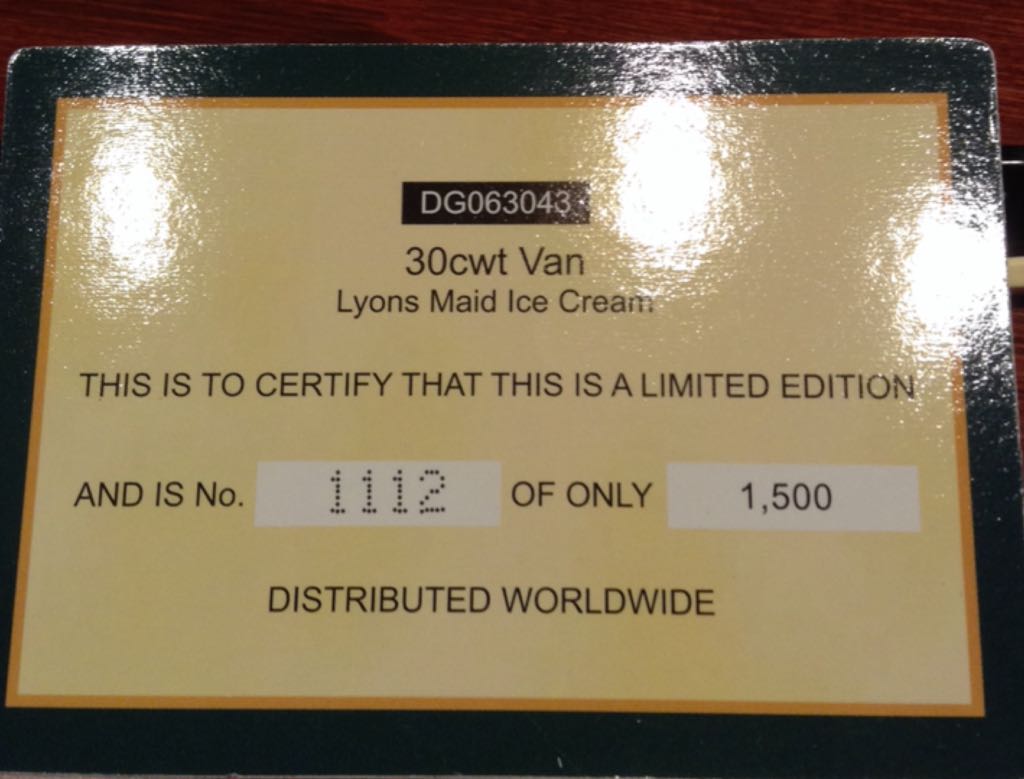 DG063043
30cwt Van
Lyons Maid Ice Cream
THIS IS TO CERTIFY THAT THIS IS A LIMITED EDITION
AND IS No. 1112 OF ONLY 1,500
DISTRIBUTED WORLDWIDE